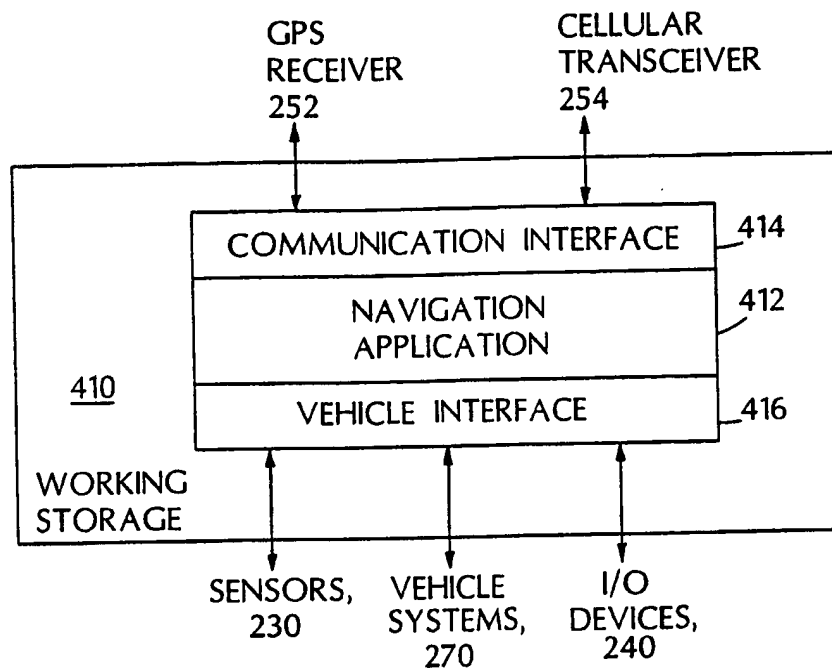 GPS
RECEIVER
252
CELLULAR
TRANSCEIVER
254
COMMUNICATION INTERFACE
414
NAVIGATION
APPLICATION
412
410
VEHICLE INTERFACE
416
WORKING
STORAGE
SENSORS,
230
VEHICLE
SYSTEMS,
270
I/O
DEVICES,
240